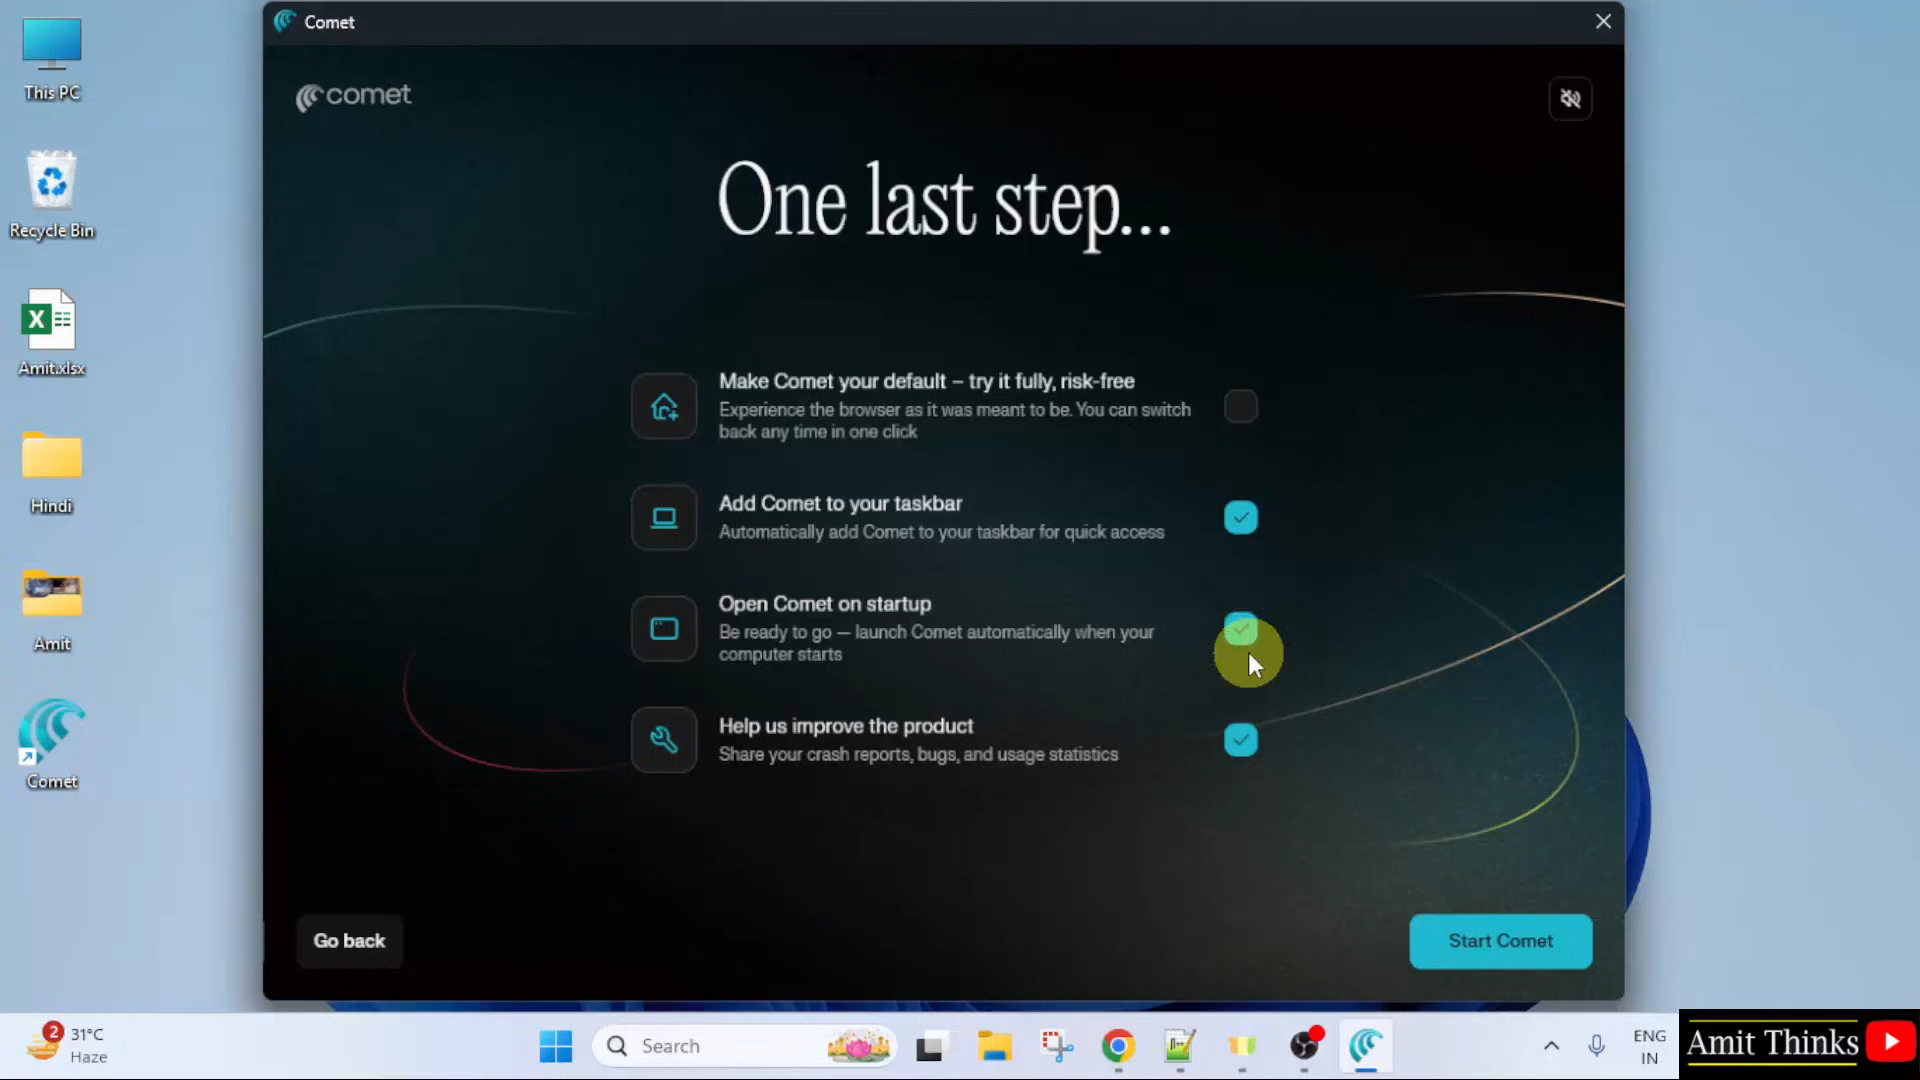 Comet
comet
One last step...
Make Comet your default – try it fully, risk-free
Experience the browser as it was meant to be. You can switch
back any time in one click
Add Comet to your taskbar
Automatically add Comet to your taskbar for quick access
Open Comet on startup
Be ready to go — launch Comet automatically when your
computer starts
Help us improve the product
Share your crash reports, bugs, and usage statistics
Go back
Start Comet
This PC
Recycle Bin
Amit.xlsx
Hindi
Amit
Comet
2
31°C
Haze
Search
ENG
IN
Amit Thinks